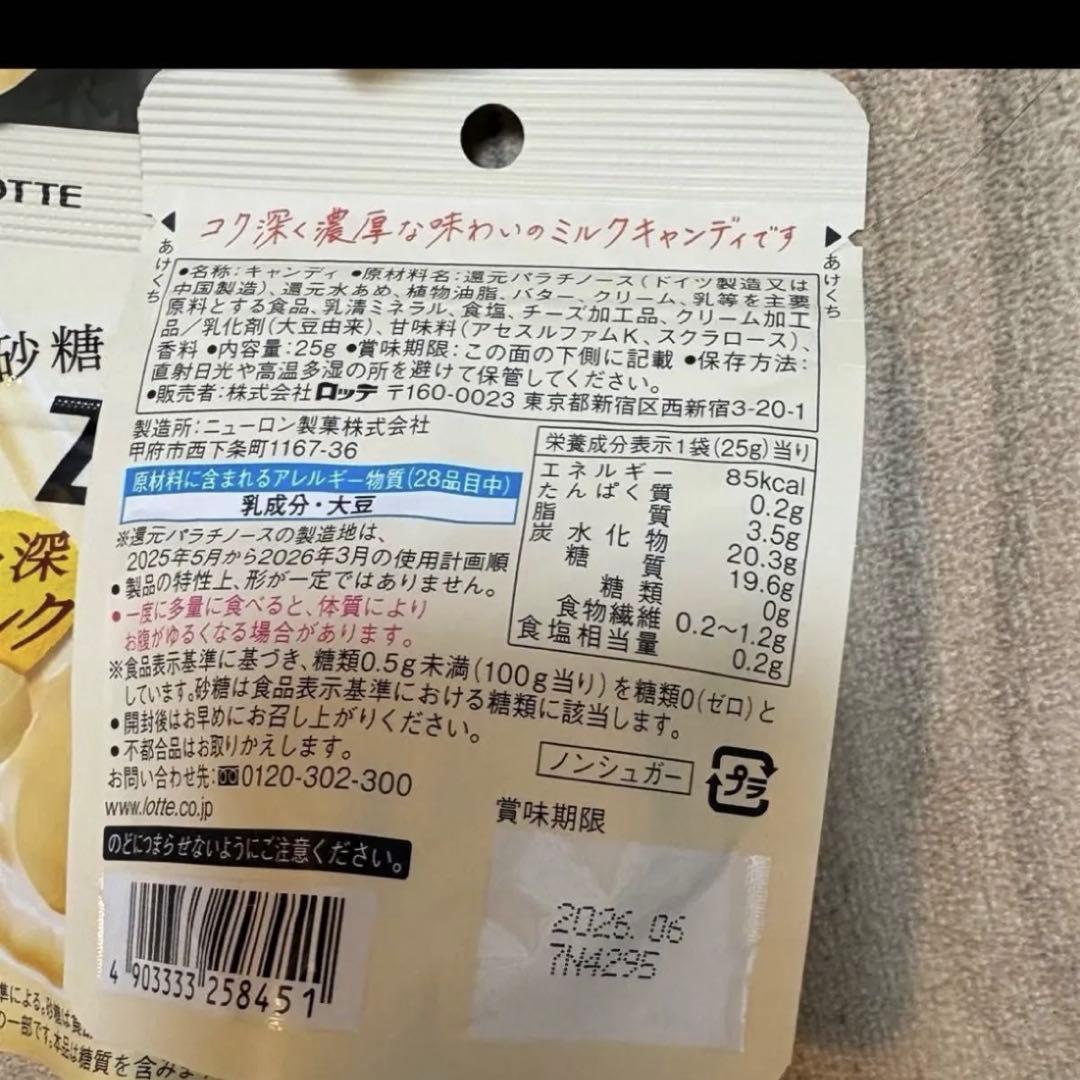 OTTE
砂糖
Z
深
ク
コク深く濃厚な味わいのミルクキャンディです
あけくち
あけくち
●名称：キャンディ ●原材料名：還元パラチノース（ドイツ製造又は
中国製造）、還元水あめ、植物油脂、バター、クリーム、乳等を主要
原料とする食品、乳清ミネラル、食塩、チーズ加工品、クリーム加工
品／乳化剤（大豆由来）、甘味料（アセスルファムK、スクラロース）、
香料 ●内容量：25g ●賞味期限：この面の下側に記載 ●保存方法：
直射日光や高温多湿の所を避けて保管してください。
●販売者：株式会社ロッテ 〒160-0023 東京都新宿区西新宿3-20-1
製造所：ニューロン製菓株式会社
甲府市西下条町1167-36
原材料に含まれるアレルギー物質（28品目中）
乳成分・大豆
※還元パラチノースの製造地は、
2025年5月から2026年3月の使用計画順
●製品の特性上、形が一定ではありません。
●一度に多量に食べると、体質により
お腹がゆるくなる場合があります。
栄養成分表示1袋（25g）当り
エネルギー 85kcal
たんぱく質 0.2g
脂質 3.5g
炭水化物 20.3g
糖質 19.6g
糖類 0g
食物繊維 0.2〜1.2g
食塩相当量 0.2g
※食品表示基準に基づき、糖類0.5g未満（100g当り）を糖類0（ゼロ）と
しています。砂糖は食品表示基準における糖類に該当します。
●開封後はお早めにお召し上がりください。
●不都合品はお取りかえします。
お問い合わせ先：0120-302-300
www.lotte.co.jp
ノンシュガー
プラ
のどにつまらせないようにご注意ください。
賞味期限
2026.06
7N4295
4 903333 258451
準による。砂糖は食
の一部です。本品は糖質を含みま